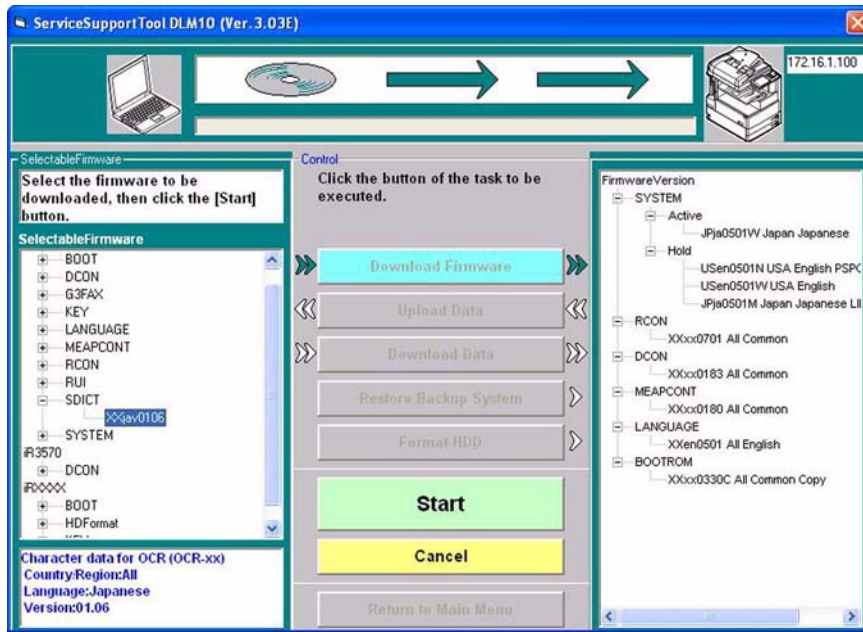 ServiceSupportTool DLM10 (Ver.3.03E)
172.16.1.100
SelectableFirmware
Select the firmware to be
downloaded, then click the [Start]
button.
SelectableFirmware
BOOT
DCON
G3FAX
KEY
LANGUAGE
MEAPCONT
RCON
RUI
SDICT
XXjav0106
SYSTEM
iR3570
DCON
iRXXXX
BOOT
HDFormat
Character data for OCR (OCR-xx)
Country/Region:All
Language:Japanese
Version:01.06
Control
Click the button of the task to be
executed.
Download Firmware
Upload Data
Download Data
Restore Backup System
Format HDD
Start
Cancel
Return to Main Menu
FirmwareVersion
SYSTEM
Active
JPja0501W Japan Japanese
Hold
USen0501N USA English PSPC
USen0501W USA English
JPja0501M Japan Japanese LI
RCON
XXxx0701 All Common
DCON
XXxx0183 All Common
MEAPCONT
XXxx0180 All Common
LANGUAGE
XXen0501 All English
BOOTROM
XXxx0330C All Common Copy